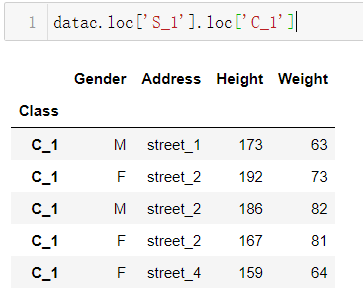 1 datac.loc['S_1'].loc['C_1']
Gender Address Height Weight
Class
C_1 M street_1 173 63
C_1 F street_2 192 73
C_1 M street_2 186 82
C_1 F street_2 167 81
C_1 F street_4 159 64